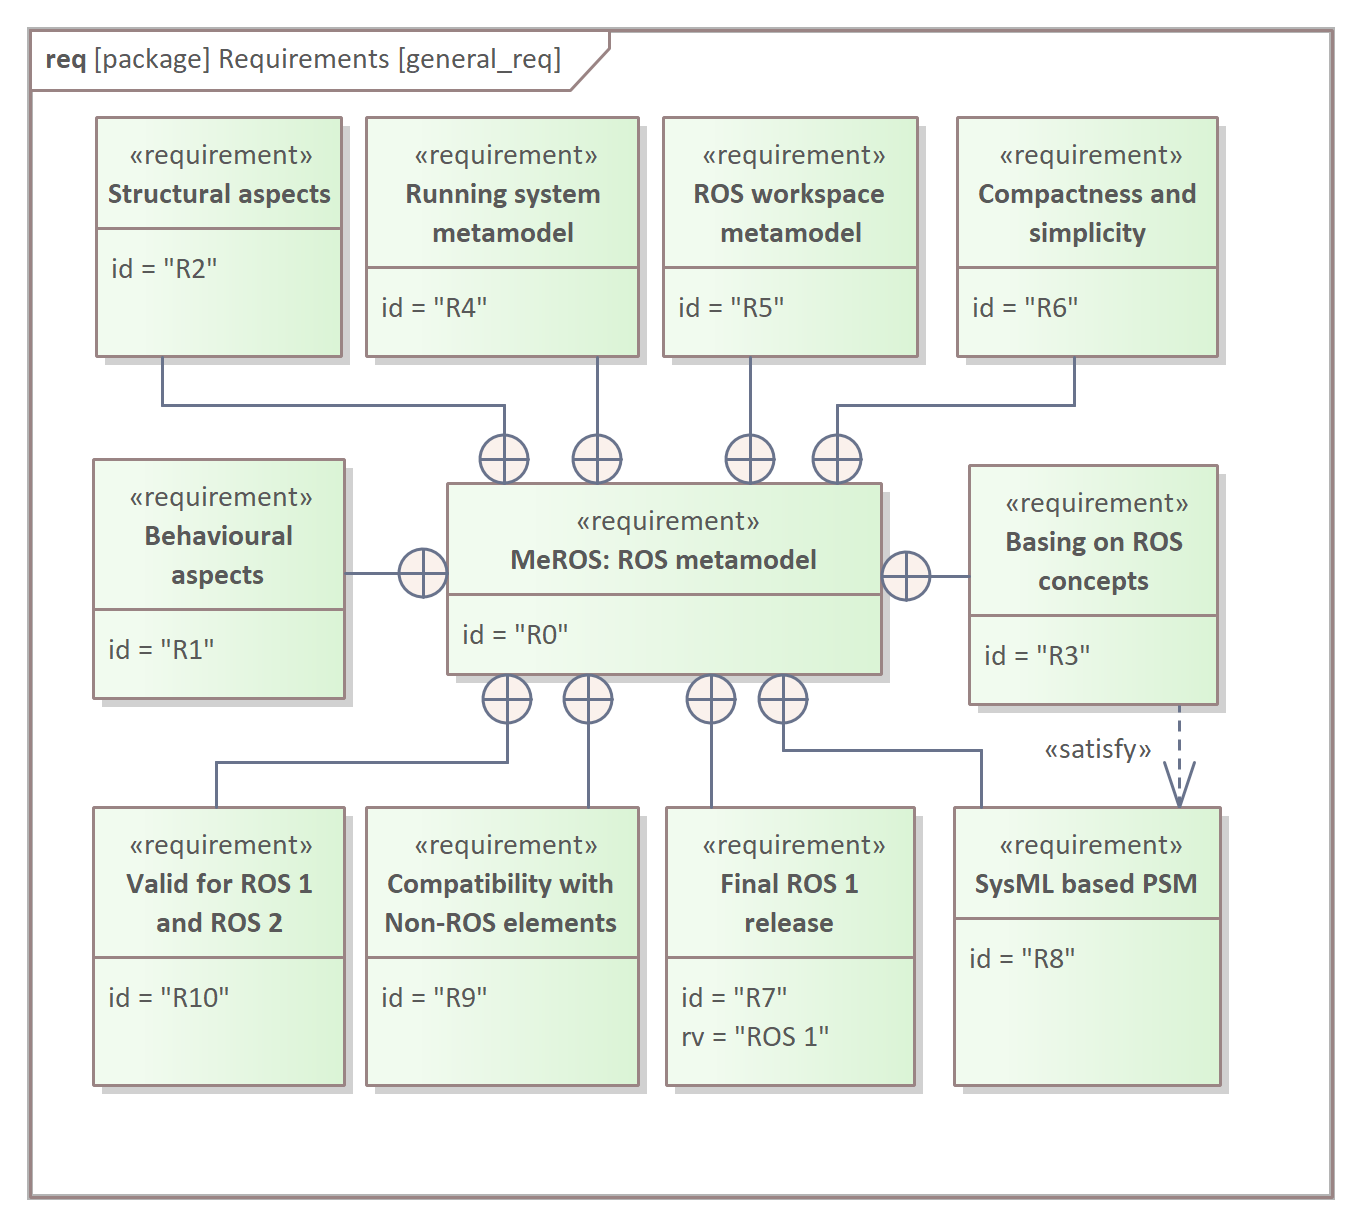 req [package] Requirements [general_req]
«requirement»
Structural aspects
id = "R2"
«requirement»
Running system
metamodel
id = "R4"
«requirement»
ROS workspace
metamodel
id = "R5"
«requirement»
Compactness and
simplicity
id = "R6"
«requirement»
Behavioural
aspects
id = "R1"
«requirement»
MeROS: ROS metamodel
id = "R0"
«requirement»
Basing on ROS
concepts
id = "R3"
«satisfy»
«requirement»
Valid for ROS 1
and ROS 2
id = "R10"
«requirement»
Compatibility with
Non-ROS elements
id = "R9"
«requirement»
Final ROS 1
release
id = "R7"
rv = "ROS 1"
«requirement»
SysML based PSM
id = "R8"